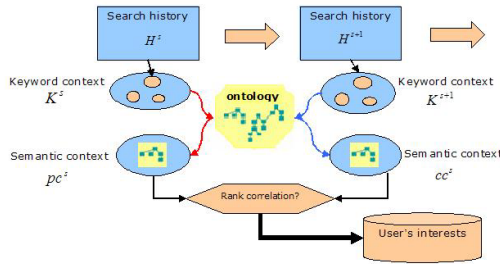 Search history
H^s
Search history
H^{s+1}
Keyword context
K^s
ontology
Keyword context
K^{s+1}
Semantic context
pc^s
Semantic context
cc^s
Rank correlation?
User's interests